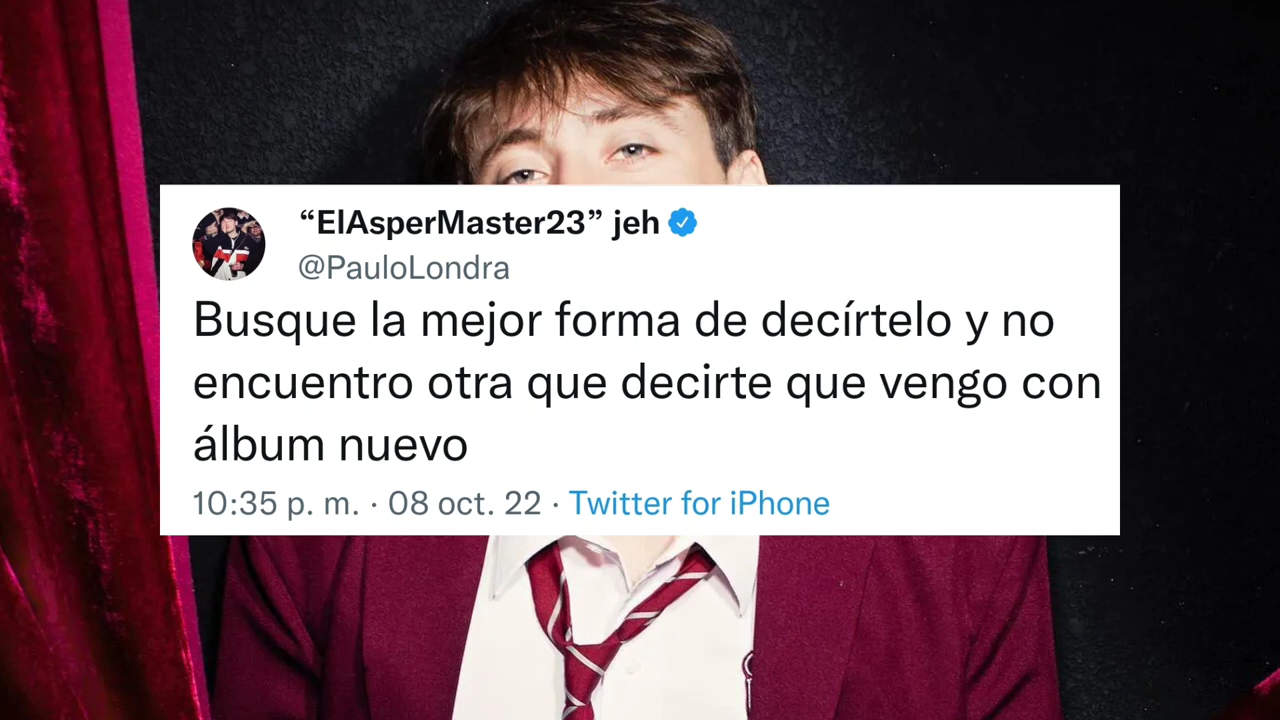 “ElAsperMaster23” jeh
@PauloLondra
Busque la mejor forma de decírtelo y no
encuentro otra que decirte que vengo con
álbum nuevo
10:35 p. m. · 08 oct. 22 · Twitter for iPhone